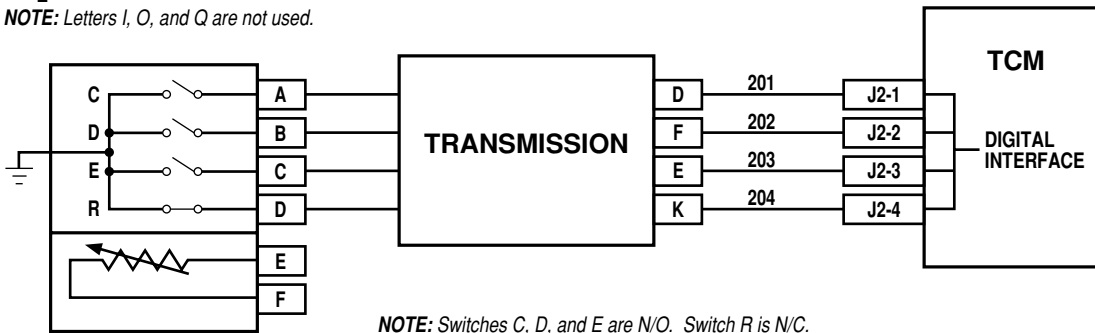 NOTE: Letters I, O, and Q are not used.
TCM
C A D 201 J2-1
D B TRANSMISSION F 202 J2-2 DIGITAL
E C E 203 J2-3 INTERFACE
R D K 204 J2-4
E
F
NOTE: Switches C, D, and E are N/O. Switch R is N/C.